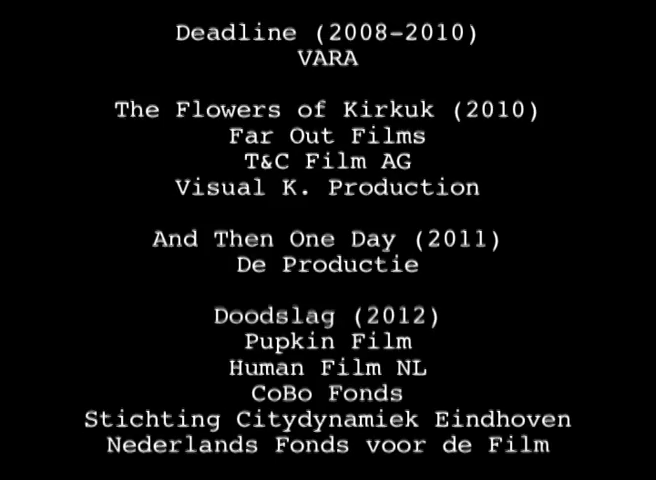 Deadline (2008-2010)
VARA
The Flowers of Kirkuk (2010)
Far Out Films
T&C Film AG
Visual K. Production
And Then One Day (2011)
De Productie
Doodslag (2012)
Pupkin Film
Human Film NL
CoBo Fonds
Stichting Citydynamiek Eindhoven
Nederlands Fonds voor de Film